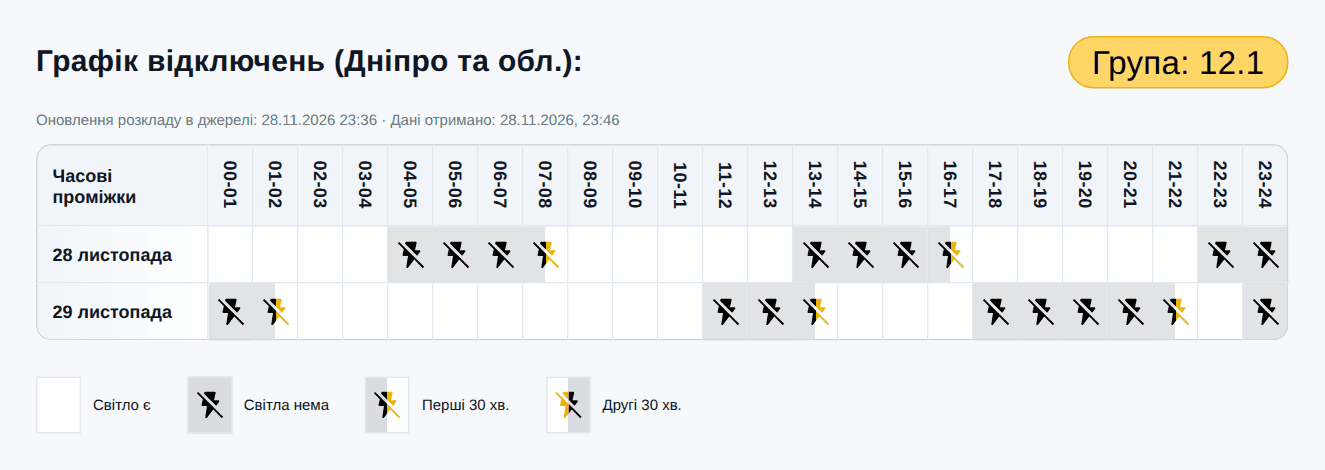 Графік відключень (Дніпро та обл.):
Група: 12.1
Оновлення розкладу в джерелі: 28.11.2026 23:36 · Дані отримано: 28.11.2026, 23:46
Часові
проміжки
00-01
01-02
02-03
03-04
04-05
05-06
06-07
07-08
08-09
09-10
10-11
11-12
12-13
13-14
14-15
15-16
16-17
17-18
18-19
19-20
20-21
21-22
22-23
23-24
28 листопада
29 листопада
Світло є
Світла нема
Перші 30 хв.
Другі 30 хв.